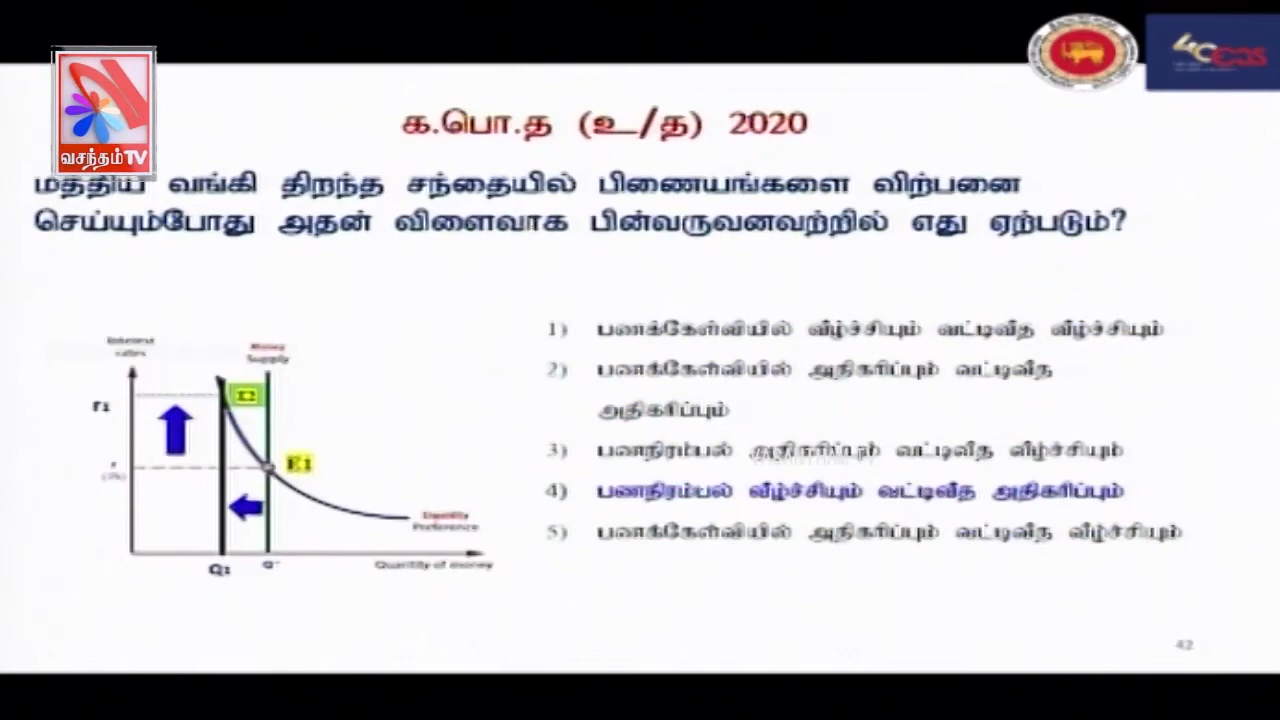 வசந்தம் TV
க.பொ.த (உ/த) 2020
மத்திய வங்கி திறந்த சந்தையில் பிணையங்களை விற்பனை
செய்யும்போது அதன் விளைவாக பின்வருவனவற்றில் எது ஏற்படும்?
1) பணக்கேள்வியில் வீழ்ச்சியும் வட்டிவீத வீழ்ச்சியும்
2) பணக்கேள்வியில் அதிகரிப்பும் வட்டிவீத
அதிகரிப்பும்
3) பணநிரம்பல் அதிகரிப்பும் வட்டிவீத வீழ்ச்சியும்
4) பணநிரம்பல் வீழ்ச்சியும் வட்டிவீத அதிகரிப்பும்
5) பணக்கேள்வியில் அதிகரிப்பும் வட்டிவீத வீழ்ச்சியும்
Interest
rates
Money
Supply
r1
E2
E1
r
Liquidity
Preference
Q1
Quantity of money
42